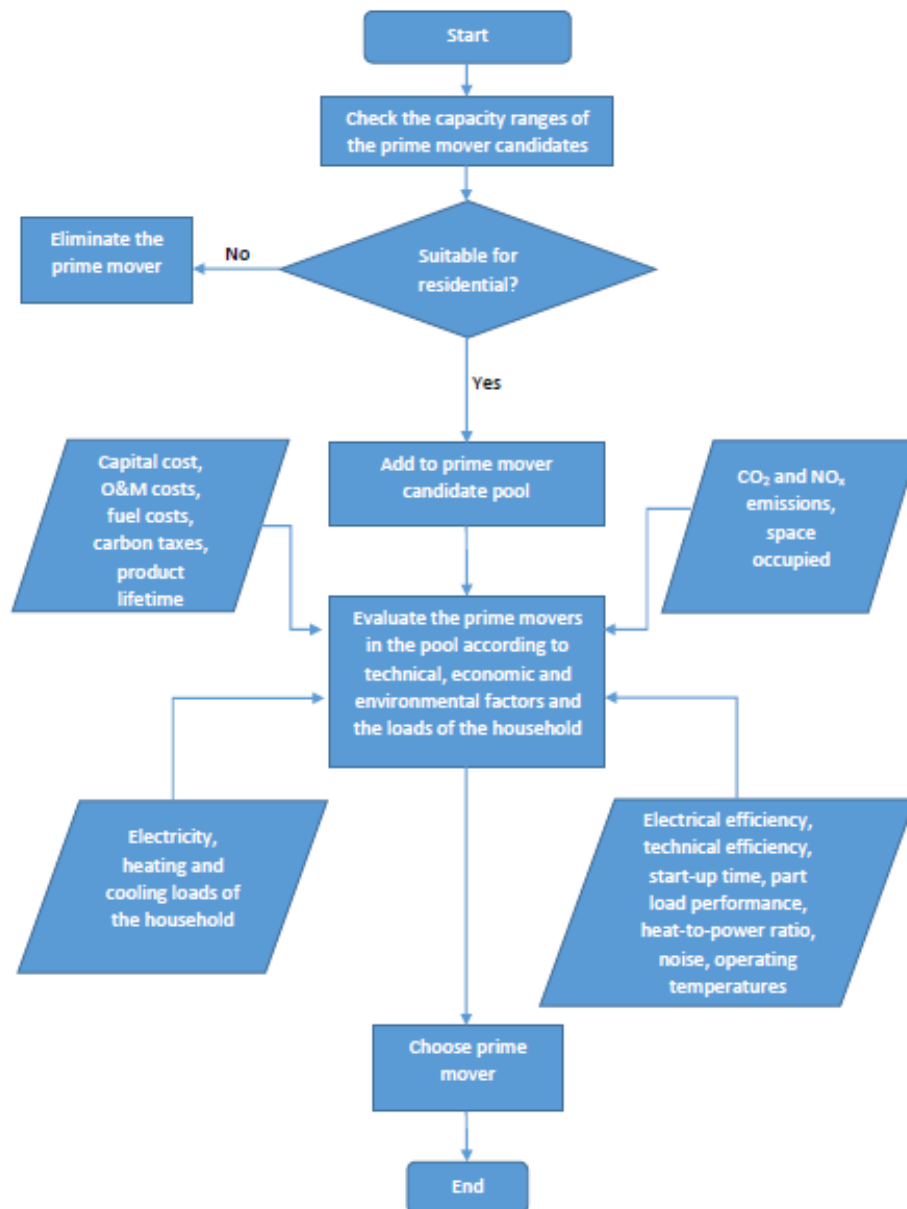 Start
Check the capacity ranges of
the prime mover candidates
Suitable for
residential?
No
Eliminate the
prime mover
Yes
Add to prime mover
candidate pool
Capital cost,
O&M costs,
fuel costs,
carbon taxes,
product
lifetime
CO₂ and NOₓ
emissions,
space
occupied
Evaluate the prime movers
in the pool according to
technical, economic and
environmental factors and
the loads of the household
Electricity,
heating and
cooling loads of
the household
Electrical efficiency,
technical efficiency,
start-up time, part
load performance,
heat-to-power ratio,
noise, operating
temperatures
Choose prime
mover
End